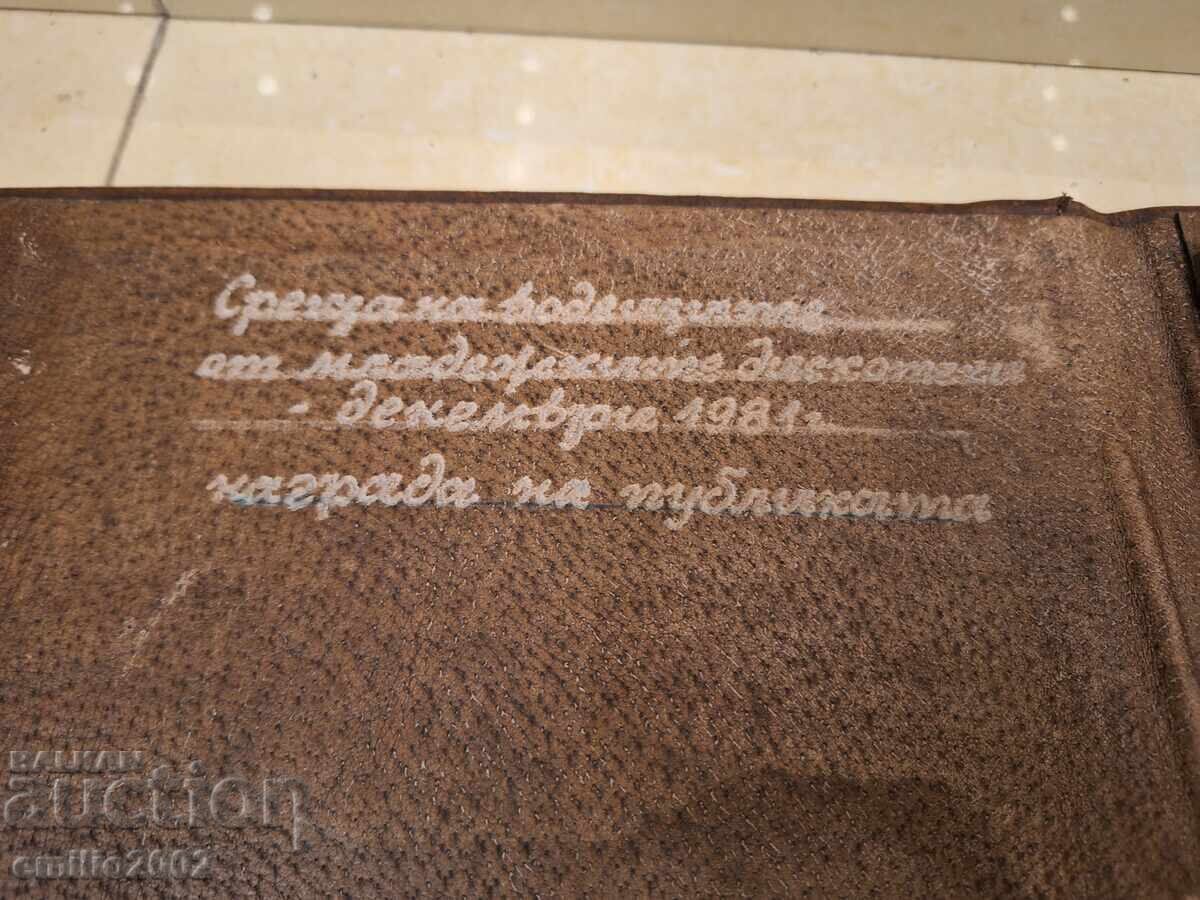 Среща на водещите
от младежките дискотеки
- декември 1981 г.
награда на публиката
BALKAN
auction
emilio2002